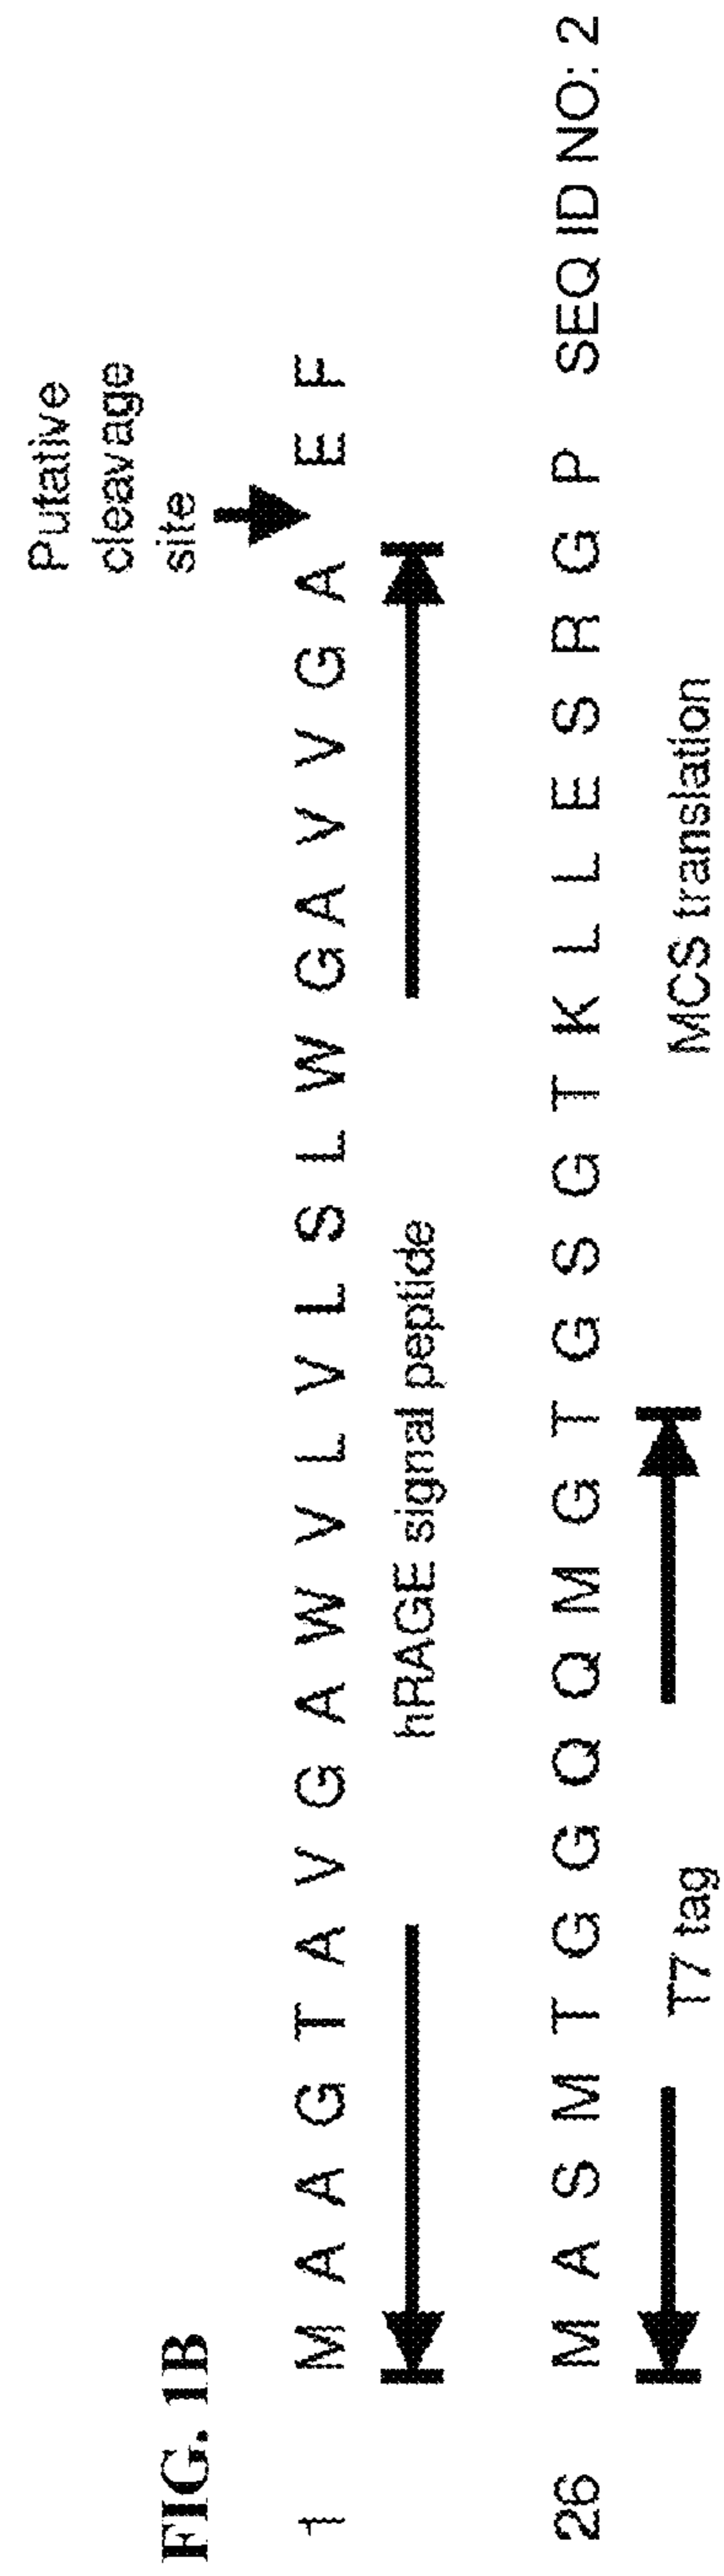 FIG. 1B
Putative
cleavage
site
1 M A A G T A V G A W V L V L S L W G A V V G A E F
hRAGE signal peptide
26 M A S M T G G Q Q M G T G S G T K L L E S R G P SEQ ID NO: 2
T7 tag MCS translation